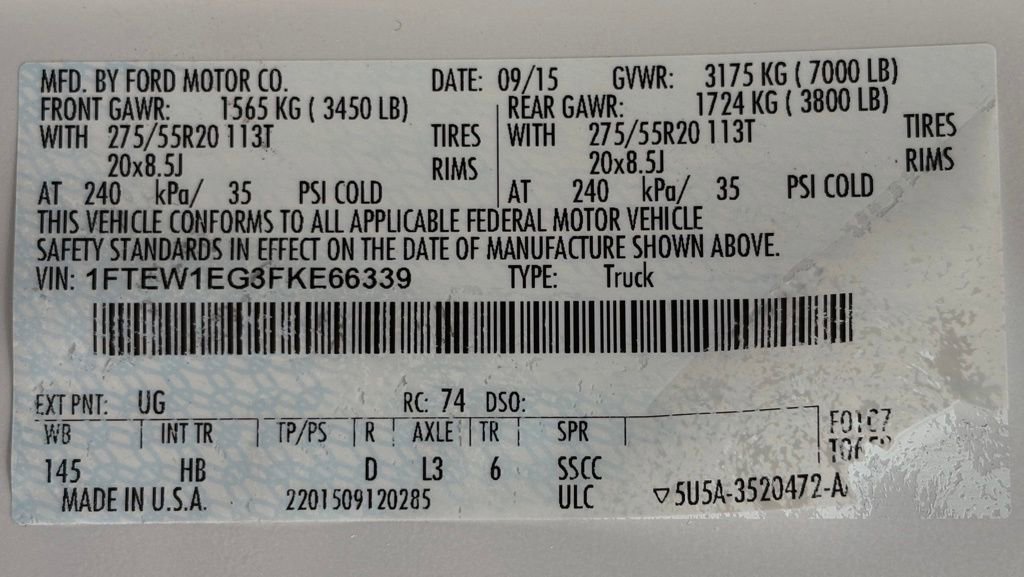 MFD. BY FORD MOTOR CO. DATE: 09/15 GVWR: 3175 KG ( 7000 LB)
FRONT GAWR: 1565 KG ( 3450 LB) REAR GAWR: 1724 KG ( 3800 LB)
WITH 275/55R20 113T TIRES WITH 275/55R20 113T TIRES
20x8.5J RIMS 20x8.5J RIMS
AT 240 kPa/ 35 PSI COLD AT 240 kPa/ 35 PSI COLD
THIS VEHICLE CONFORMS TO ALL APPLICABLE FEDERAL MOTOR VEHICLE
SAFETY STANDARDS IN EFFECT ON THE DATE OF MANUFACTURE SHOWN ABOVE.
VIN: 1FTEW1EG3FKE66339 TYPE: Truck
EXT PNT: UG RC: 74 DSO:
WB INT TR TP/PS R AXLE TR SPR
145 HB D L3 6 SSCC
MADE IN U.S.A. 2201509120285 ULC ▽5U5A-3520472-A